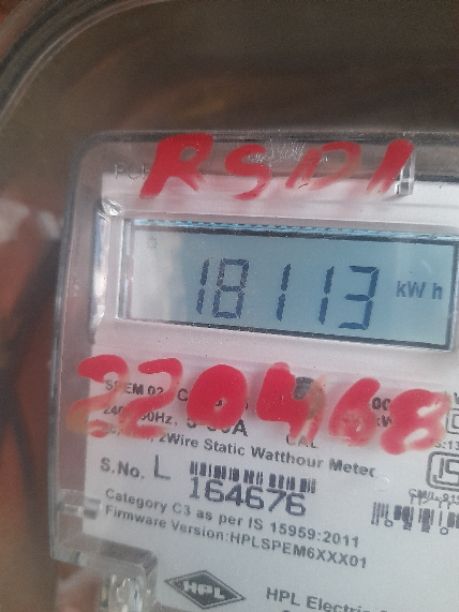 RSD1
18113 kWh
220468
2Wire Static Watthour Meter
S.No. L 164676
Category C3 as per IS 15959:2011
Firmware Version:HPLSPEM6XXX01
HPL HPL Electric